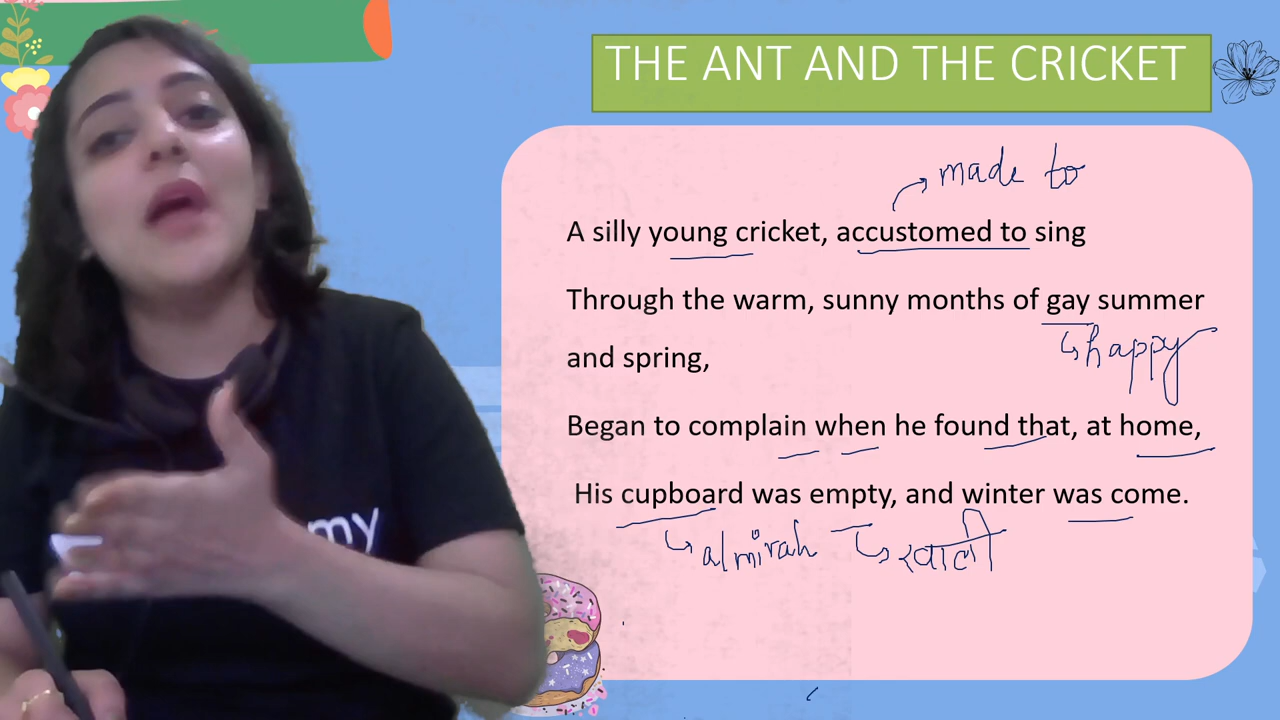 THE ANT AND THE CRICKET
made to
A silly young cricket, accustomed to sing
Through the warm, sunny months of gay summer
happy
and spring,
Began to complain when he found that, at home,
His cupboard was empty, and winter was come.
almirah खाली
my